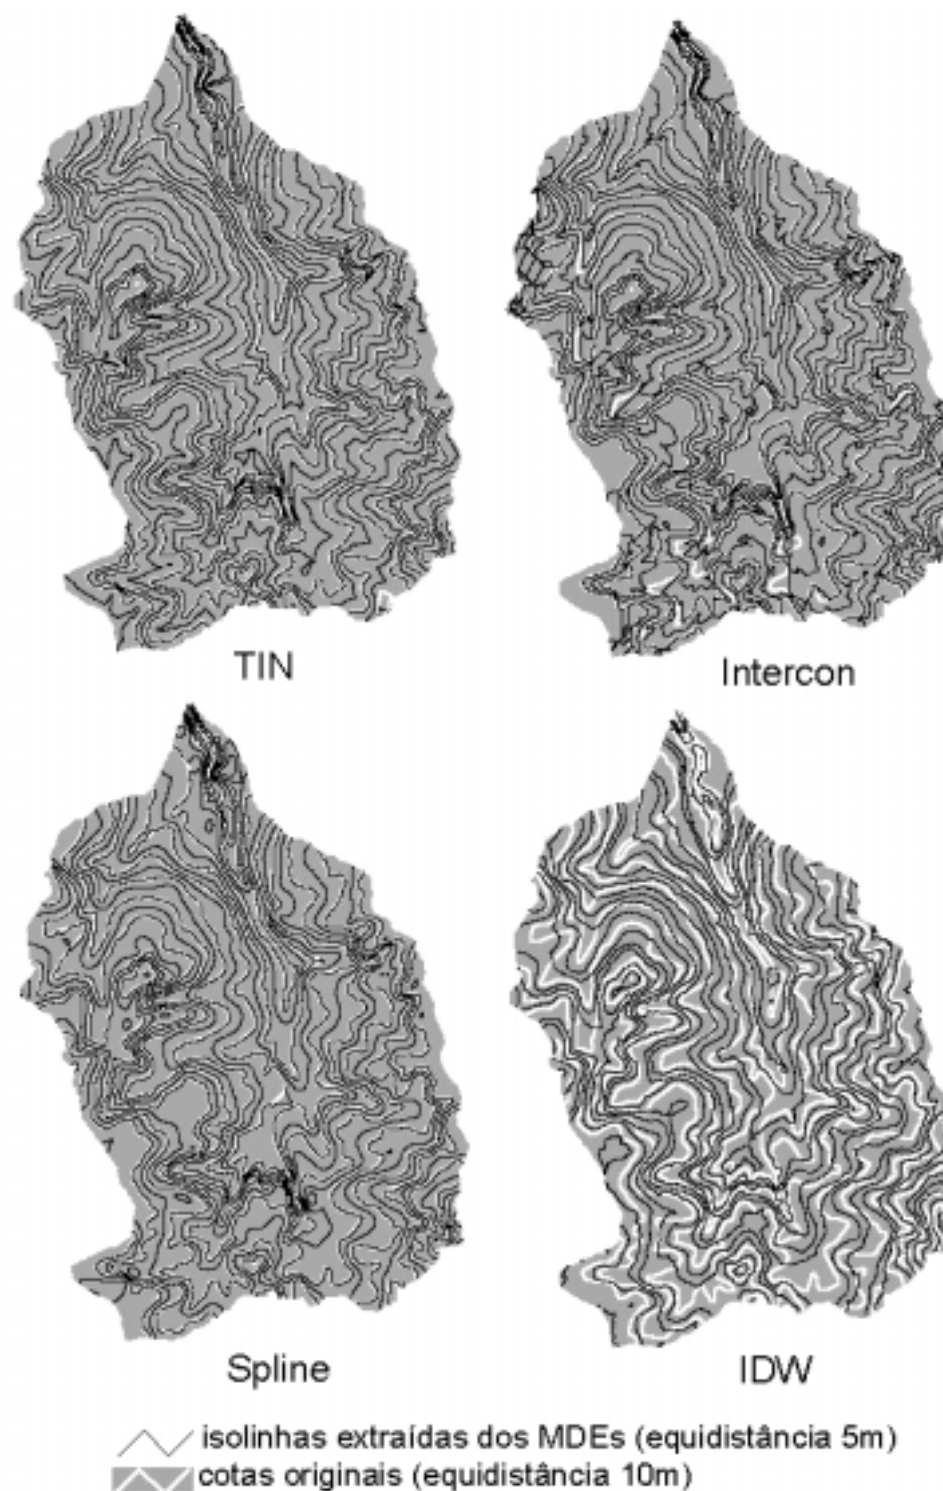 TIN
Intercon
Spline
IDW
isolinhas extraídas dos MDEs (equidistância 5m)
cotas originais (equidistância 10m)